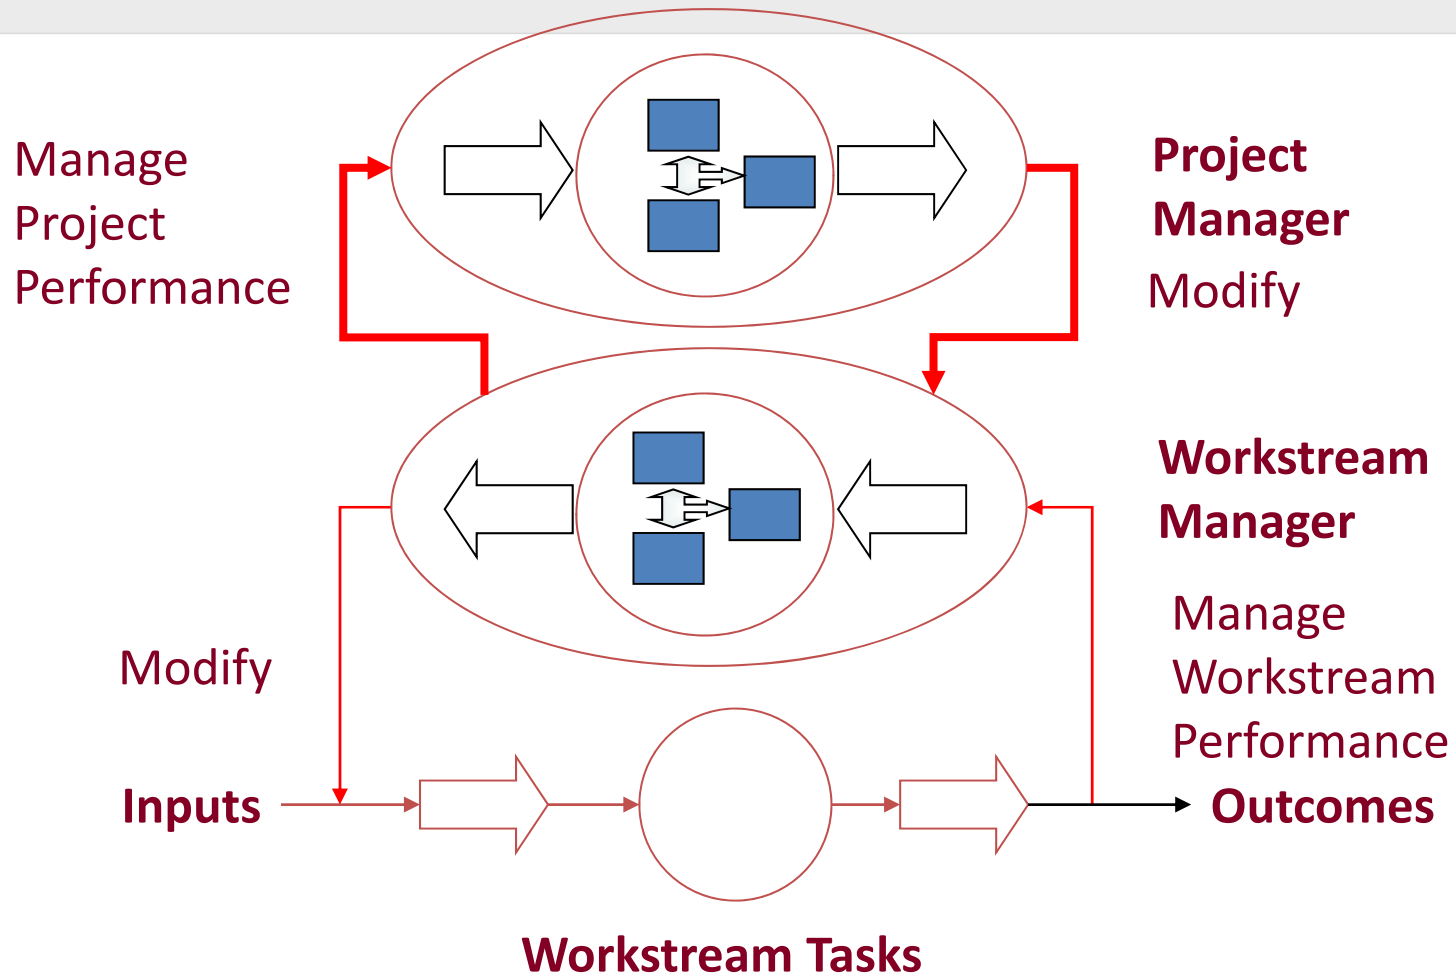 Manage
Project
Performance
Project
Manager
Modify
Workstream
Manager
Manage
Workstream
Performance
Modify
Inputs
Outcomes
Workstream Tasks